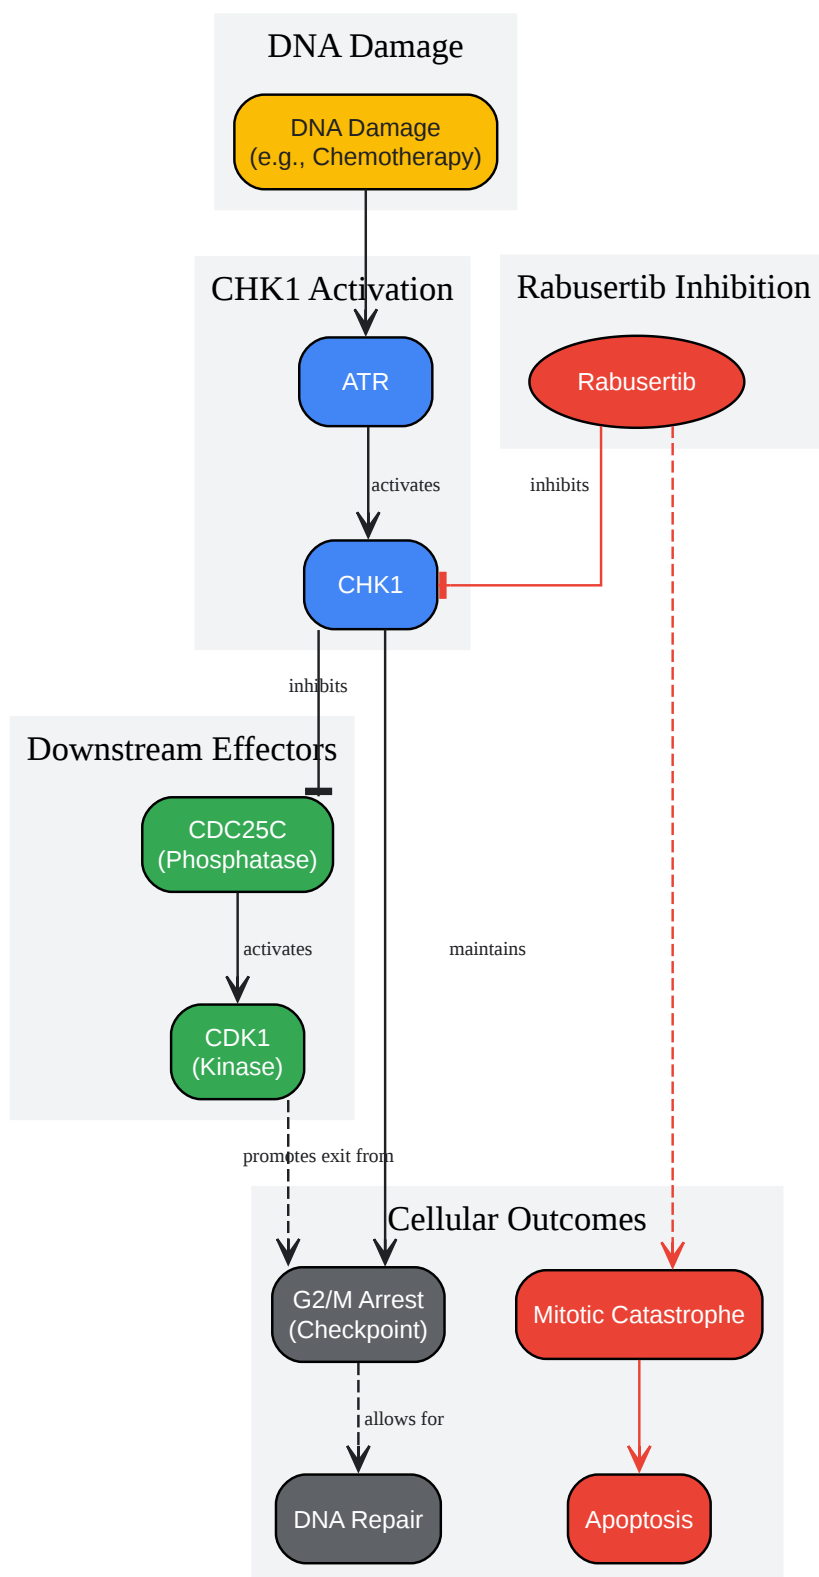 DNA Damage
DNA Damage
(e.g., Chemotherapy)
CHK1 Activation
Rabusertib Inhibition
ATR
Rabusertib
activates
inhibits
CHK1
inhibits
Downstream Effectors
CDC25C
(Phosphatase)
activates
maintains
CDK1
(Kinase)
promotes exit from
Cellular Outcomes
G2/M Arrest
(Checkpoint)
Mitotic Catastrophe
allows for
DNA Repair
Apoptosis